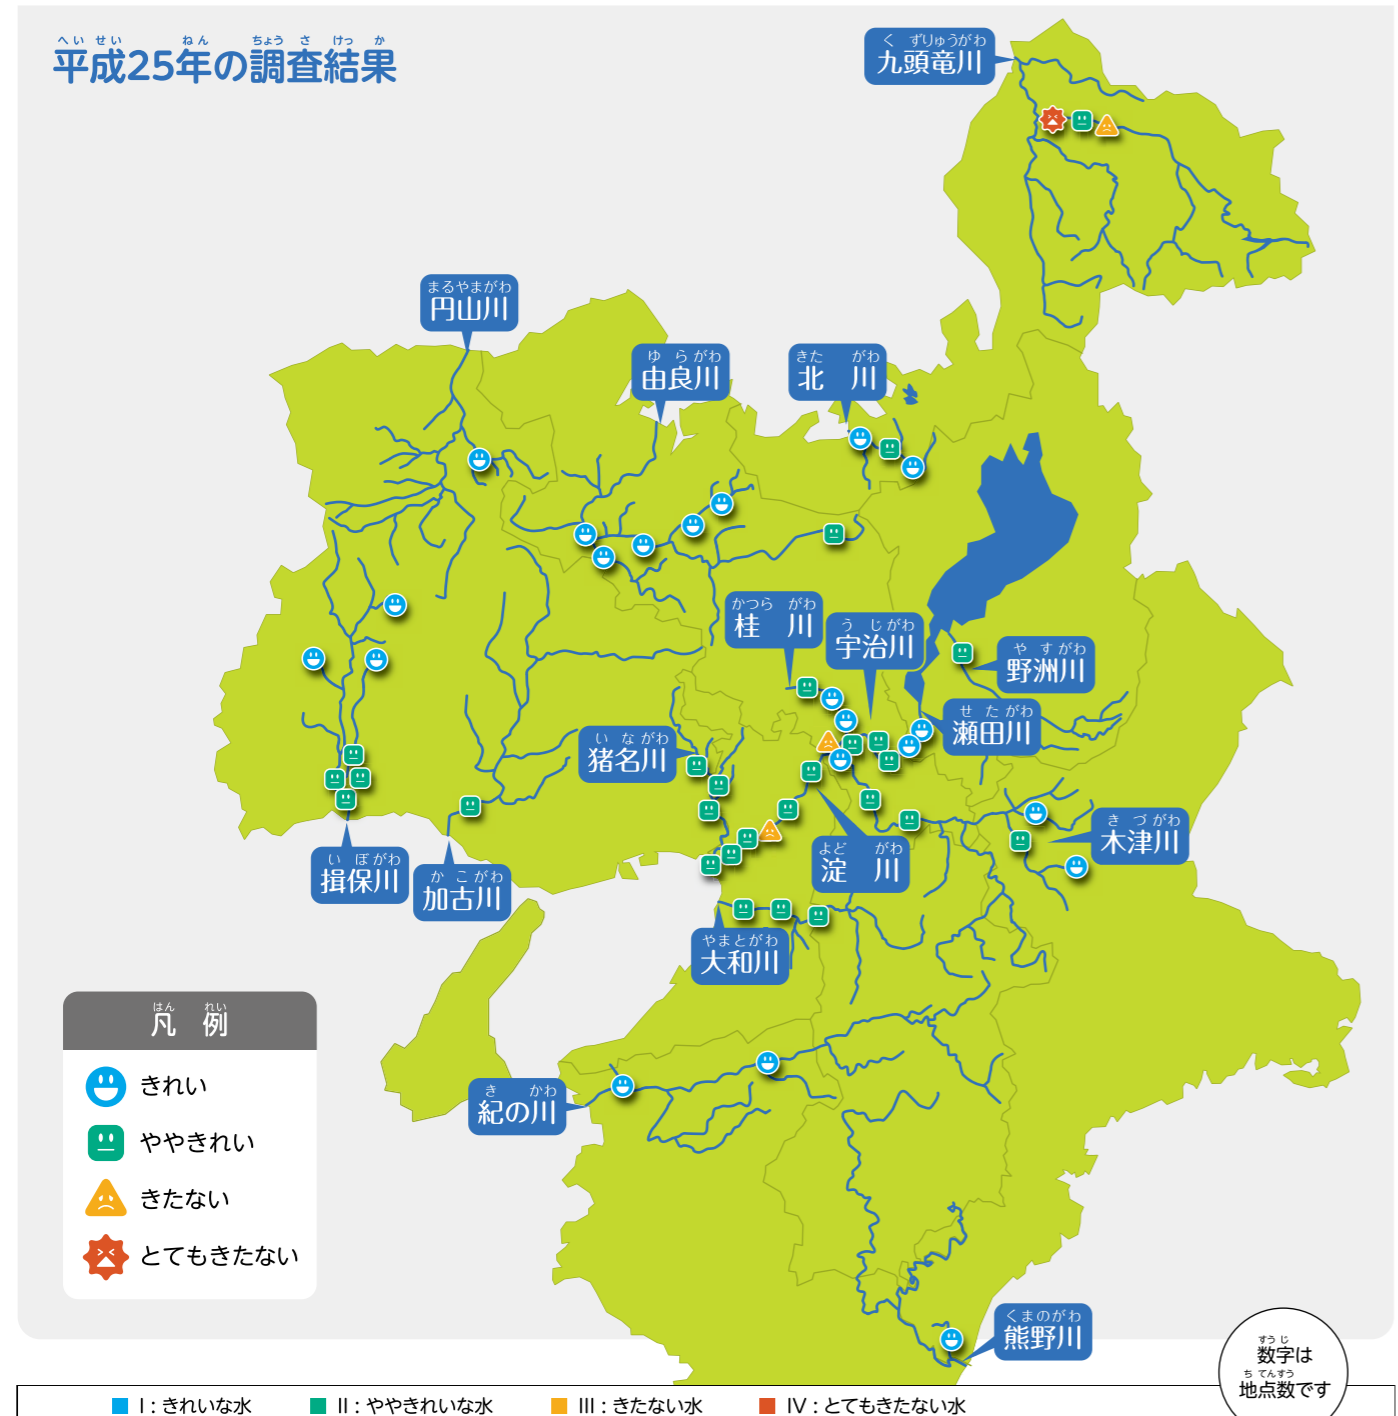 へいせい ねん ちょうさ けっか
平成25年の調査結果
くずりゅうがわ
九頭竜川
まるやまがわ
円山川
ゆらがわ
由良川
きた がわ
北 川
かつら がわ
桂 川
うじがわ
宇治川
やすがわ
野洲川
せたがわ
瀬田川
いながわ
猪名川
きづがわ
木津川
よど がわ
淀 川
いぼがわ
揖保川
かこがわ
加古川
やまとがわ
大和川
はん れい
凡 例
きれい
ややきれい
きたない
とてもきたない
き かわ
紀の川
くまのがわ
熊野川
すうじ
数字は
ちてんすう
地点数です
I : きれいな水 II : ややきれいな水 III : きたない水 IV : とてもきたない水